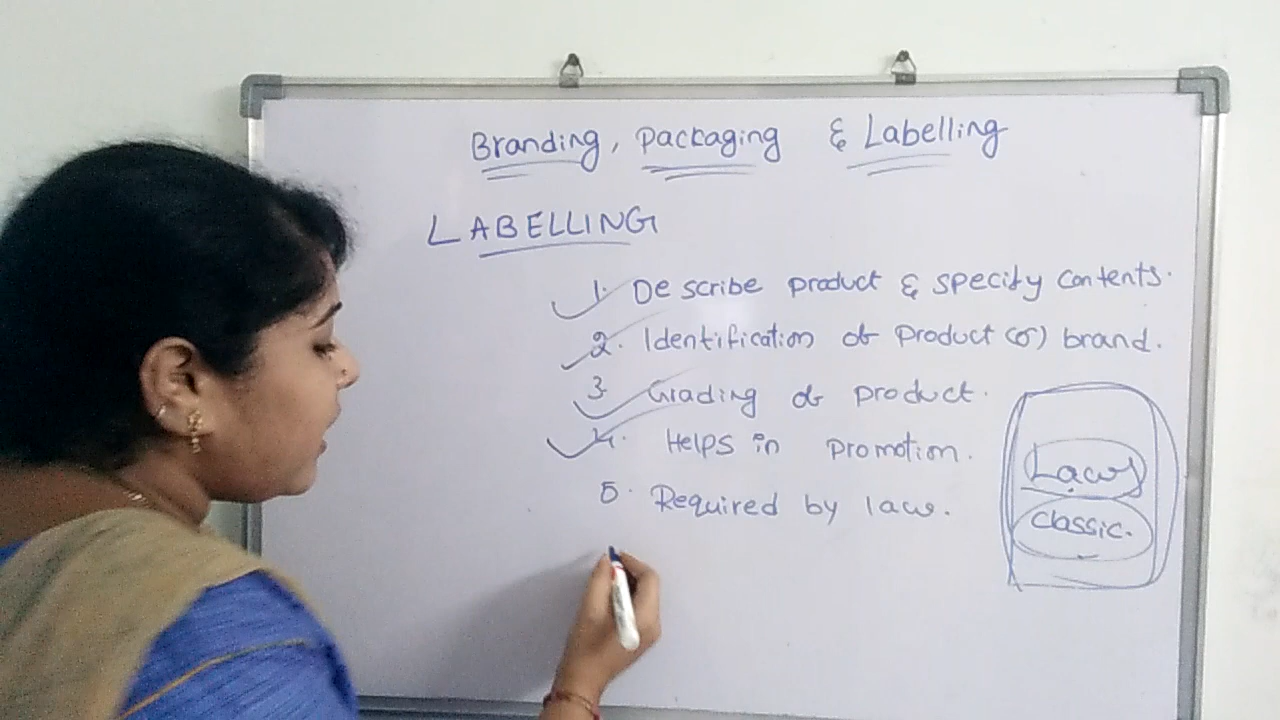 Branding, Packaging & Labelling
LABELLING
1. Describe product & specify contents.
2. Identification of Product (or) brand.
3. Grading of product.
4. Helps in promotion.
5. Required by law.
Lays
classic.